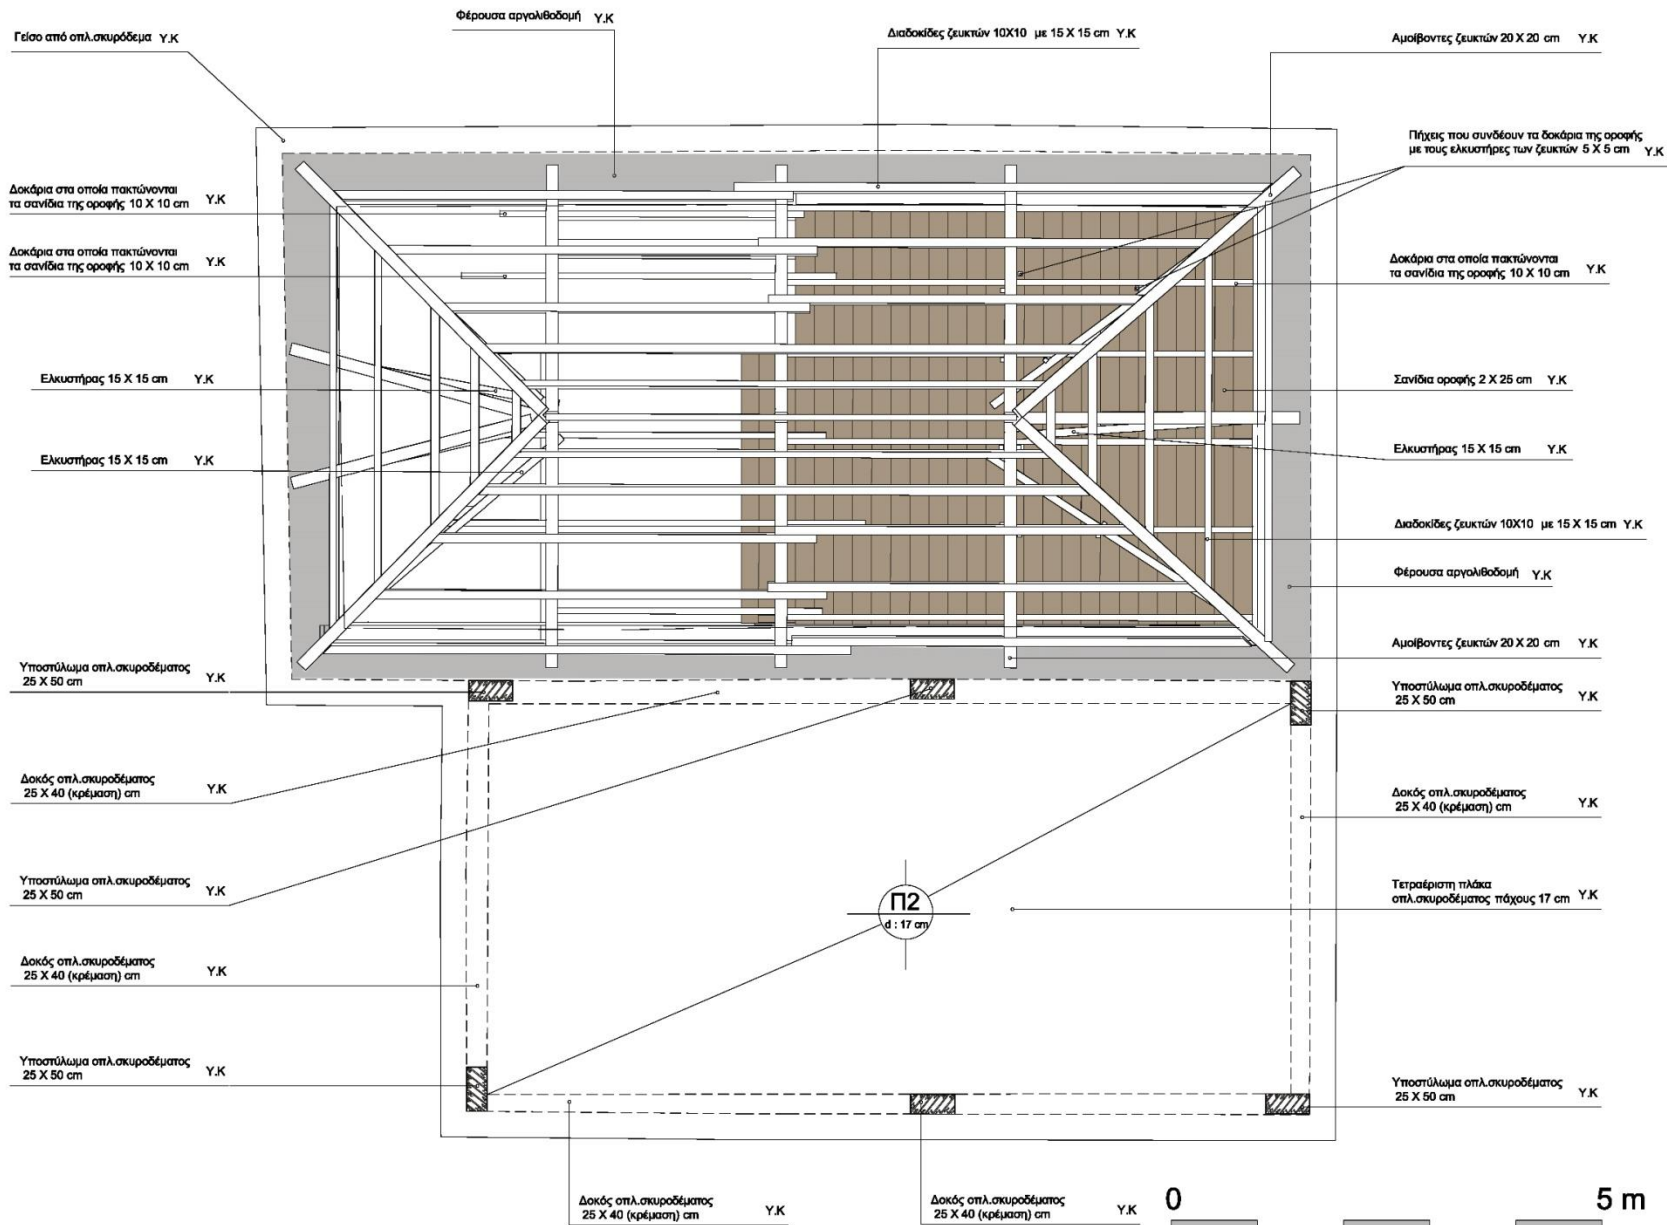 Φέρουσα αργολιθοδομή Υ.Κ
Γείσο από οπλ.σκυρόδεμα Υ.Κ
Διαδοκίδες ζευκτών 10Χ10 με 15 Χ 15 cm Υ.Κ
Αμοίβοντες ζευκτών 20 Χ 20 cm Υ.Κ
Πήχεις που συνδέουν τα δοκάρια της οροφής
με τους ελκυστήρες των ζευκτών 5 Χ 5 cm Υ.Κ
Δοκάρια στα οποία πακτώνονται
τα σανίδια της οροφής 10 Χ 10 cm Υ.Κ
Δοκάρια στα οποία πακτώνονται
τα σανίδια της οροφής 10 Χ 10 cm Υ.Κ
Δοκάρια στα οποία πακτώνονται
τα σανίδια της οροφής 10 Χ 10 cm Υ.Κ
Ελκυστήρας 15 Χ 15 cm Υ.Κ
Σανίδια οροφής 2 Χ 25 cm Υ.Κ
Ελκυστήρας 15 Χ 15 cm Υ.Κ
Ελκυστήρας 15 Χ 15 cm Υ.Κ
Διαδοκίδες ζευκτών 10Χ10 με 15 Χ 15 cm Υ.Κ
Φέρουσα αργολιθοδομή Υ.Κ
Αμοίβοντες ζευκτών 20 Χ 20 cm Υ.Κ
Υποστύλωμα οπλ.σκυροδέματος
25 Χ 50 cm Υ.Κ
Υποστύλωμα οπλ.σκυροδέματος
25 Χ 50 cm Υ.Κ
Δοκός οπλ.σκυροδέματος
25 Χ 40 (κρέμαση) cm Υ.Κ
Δοκός οπλ.σκυροδέματος
25 Χ 40 (κρέμαση) cm Υ.Κ
Υποστύλωμα οπλ.σκυροδέματος
25 Χ 50 cm Υ.Κ
Π2
d : 17 cm
Τετραέριστη πλάκα
οπλ.σκυροδέματος πάχους 17 cm Υ.Κ
Δοκός οπλ.σκυροδέματος
25 Χ 40 (κρέμαση) cm Υ.Κ
Υποστύλωμα οπλ.σκυροδέματος
25 Χ 50 cm Υ.Κ
Υποστύλωμα οπλ.σκυροδέματος
25 Χ 50 cm Υ.Κ
Δοκός οπλ.σκυροδέματος
25 Χ 40 (κρέμαση) cm Υ.Κ
Δοκός οπλ.σκυροδέματος
25 Χ 40 (κρέμαση) cm Υ.Κ
0 5 m